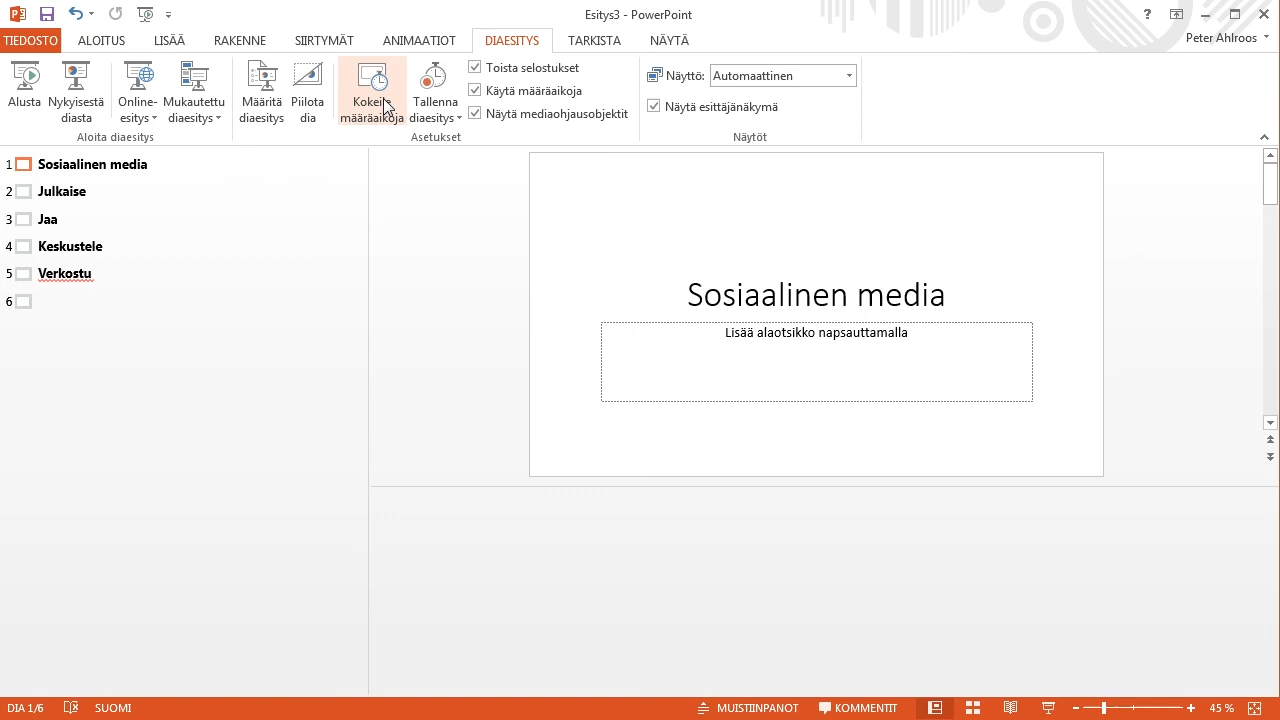 Esitys3 - PowerPoint
TIEDOSTO ALOITUS LISÄÄ RAKENNE SIIRTYMÄT ANIMAATIOT DIAESITYS TARKISTA NÄYTÄ
Peter Ahlroos
Alusta
Nykyisestä
diasta
Online-
esitys
Mukautettu
diaesitys
Aloita diaesitys
Määritä
diaesitys
Piilota
dia
Kokeile
määräaikoja
Tallenna
diaesitys
Toista selostukset
Käytä määräaikoja
Näytä mediaohjausobjektit
Asetukset
Näyttö: Automaattinen
Näytä esittäjänäkymä
Näytöt
1 Sosiaalinen media
2 Julkaise
3 Jaa
4 Keskustele
5 Verkostu
6
Sosiaalinen media
Lisää alaotsikko napsauttamalla
DIA 1/6 SUOMI MUISTIINPANOT KOMMENTIT 45 %